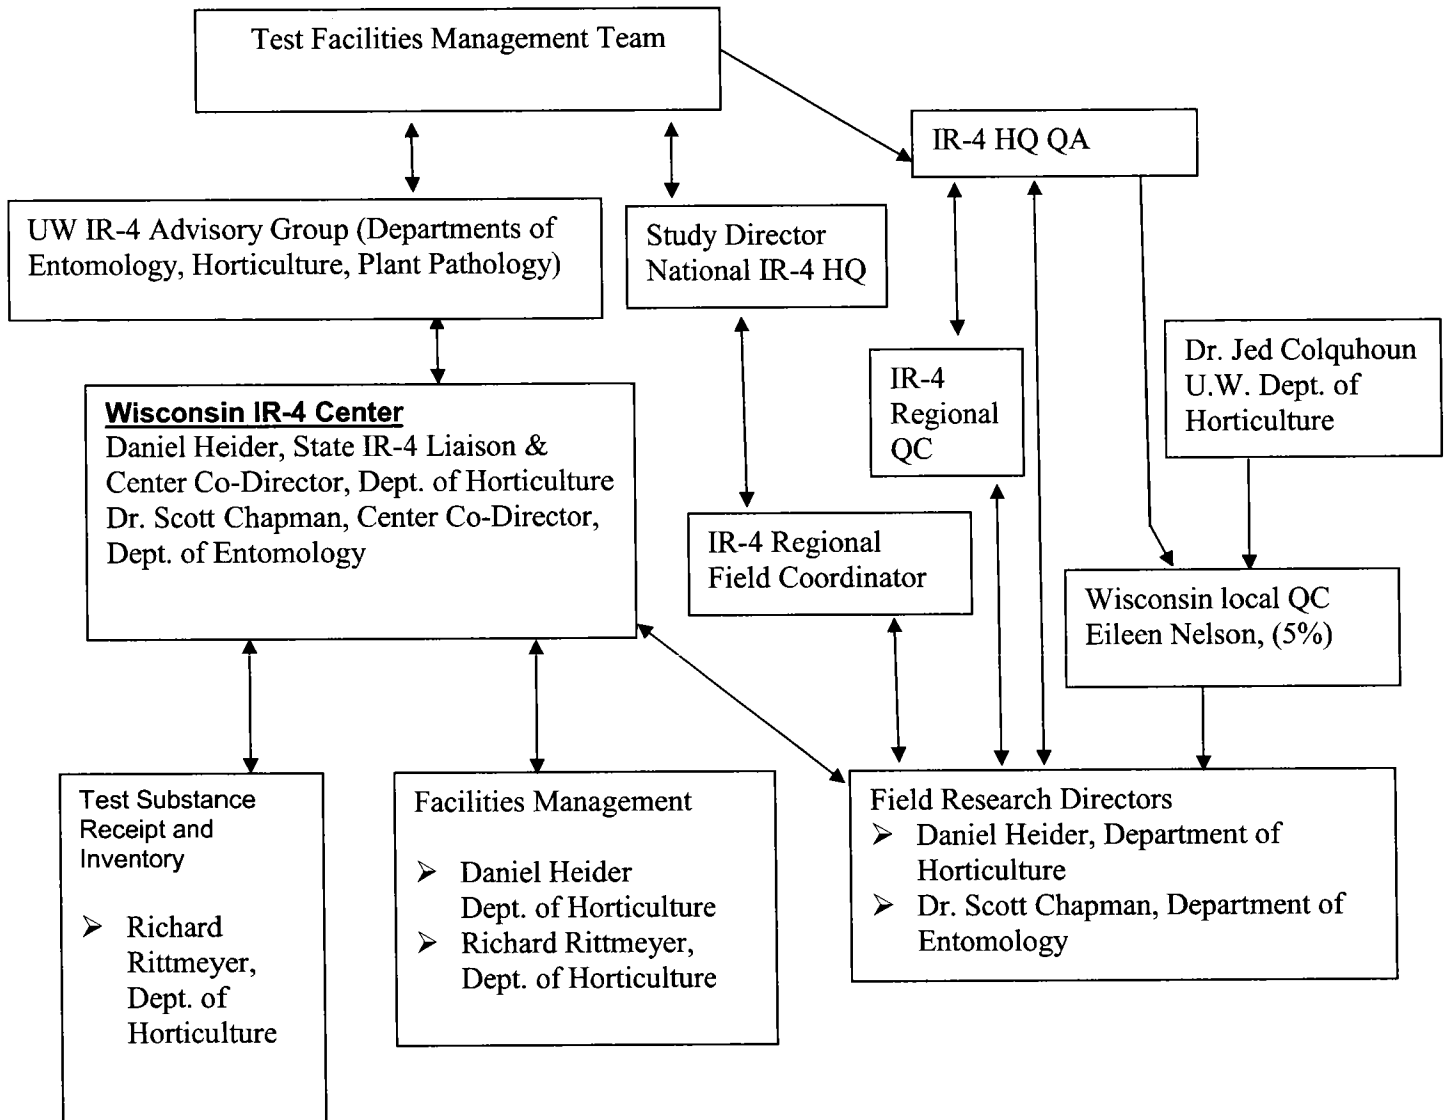 Test Facilities Management Team
IR-4 HQ QA
UW IR-4 Advisory Group (Departments of
Entomology, Horticulture, Plant Pathology)
Study Director
National IR-4 HQ
Dr. Jed Colquhoun
U.W. Dept. of
Horticulture
IR-4
Regional
QC
Wisconsin IR-4 Center
Daniel Heider, State IR-4 Liaison &
Center Co-Director, Dept. of Horticulture
Dr. Scott Chapman, Center Co-Director,
Dept. of Entomology
IR-4 Regional
Field Coordinator
Wisconsin local QC
Eileen Nelson, (5%)
Test Substance
Receipt and
Inventory
➢ Richard
Rittmeyer,
Dept. of
Horticulture
Facilities Management
➢ Daniel Heider
Dept. of Horticulture
➢ Richard Rittmeyer,
Dept. of Horticulture
Field Research Directors
➢ Daniel Heider, Department of
Horticulture
➢ Dr. Scott Chapman, Department of
Entomology